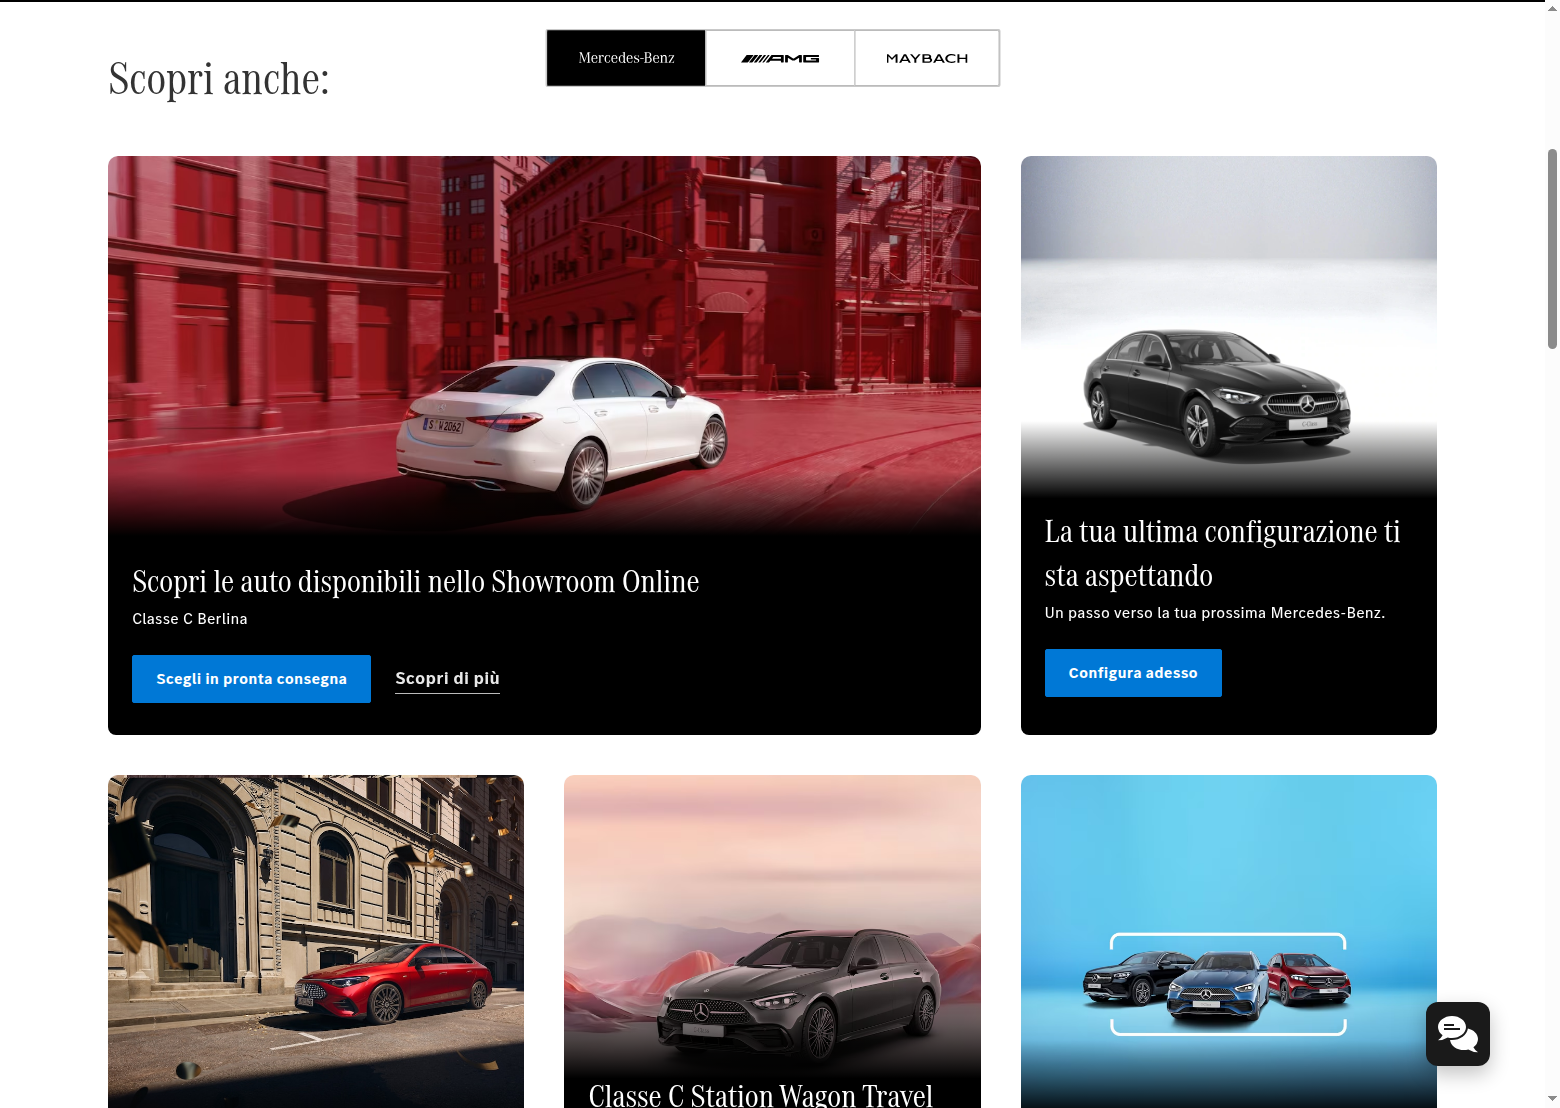 Mercedes-Benz
AMG
MAYBACH
Scopri anche:
S W 2062
Scopri le auto disponibili nello Showroom Online
Classe C Berlina
Scegli in pronta consegna
Scopri di più
La tua ultima configurazione ti
sta aspettando
Un passo verso la tua prossima Mercedes-Benz.
Configura adesso
Classe C Station Wagon Travel